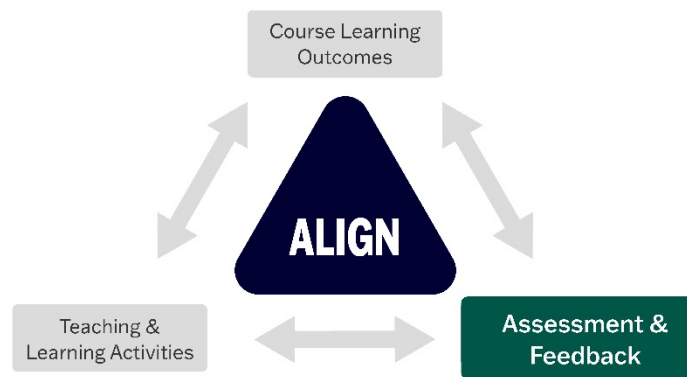 Course Learning
Outcomes
ALIGN
Teaching &
Learning Activities
Assessment &
Feedback